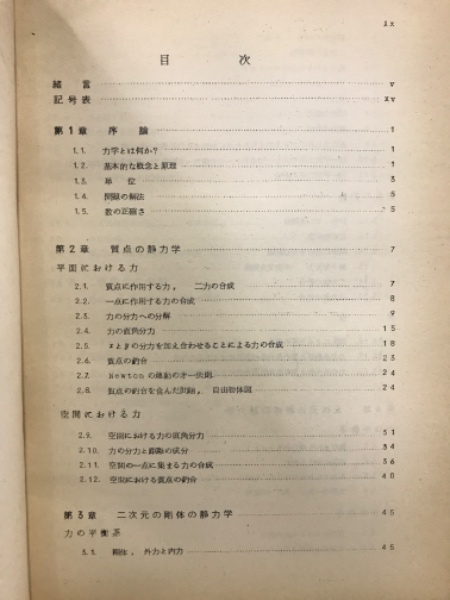 ix
目 次
緒 言 v
記号表 xv
第1章 序 論 1
1.1. 力学とは何か? 1
1.2. 基本的な概念と原理 1
1.3. 単 位 3
1.4. 問題の解法 5
1.5. 数の正確さ 5
第2章 質点の静力学 7
平面における力
2.1. 質点に作用する力, 二力の合成 7
2.2. 一点に作用する力の合成 8
2.3. 力の分力への分解 9
2.4. 力の直角分力 15
2.5. xとyの分力を加え合わせることによる力の合成 18
2.6. 質点の釣合 23
2.7. Newtonの運動の才一法則 24
2.8. 質点の釣合を含んだ問題, 自由物体図 24
空間における力
2.9. 空間における力の直角分力 31
2.10. 力の分力と距離の成分 34
2.11. 空間の一点に集まる力の合成 36
2.12. 空間における質点の釣合 40
第3章 二次元の剛体の静力学 45
力の平衡系
3.1. 剛体, 外力と内力 45